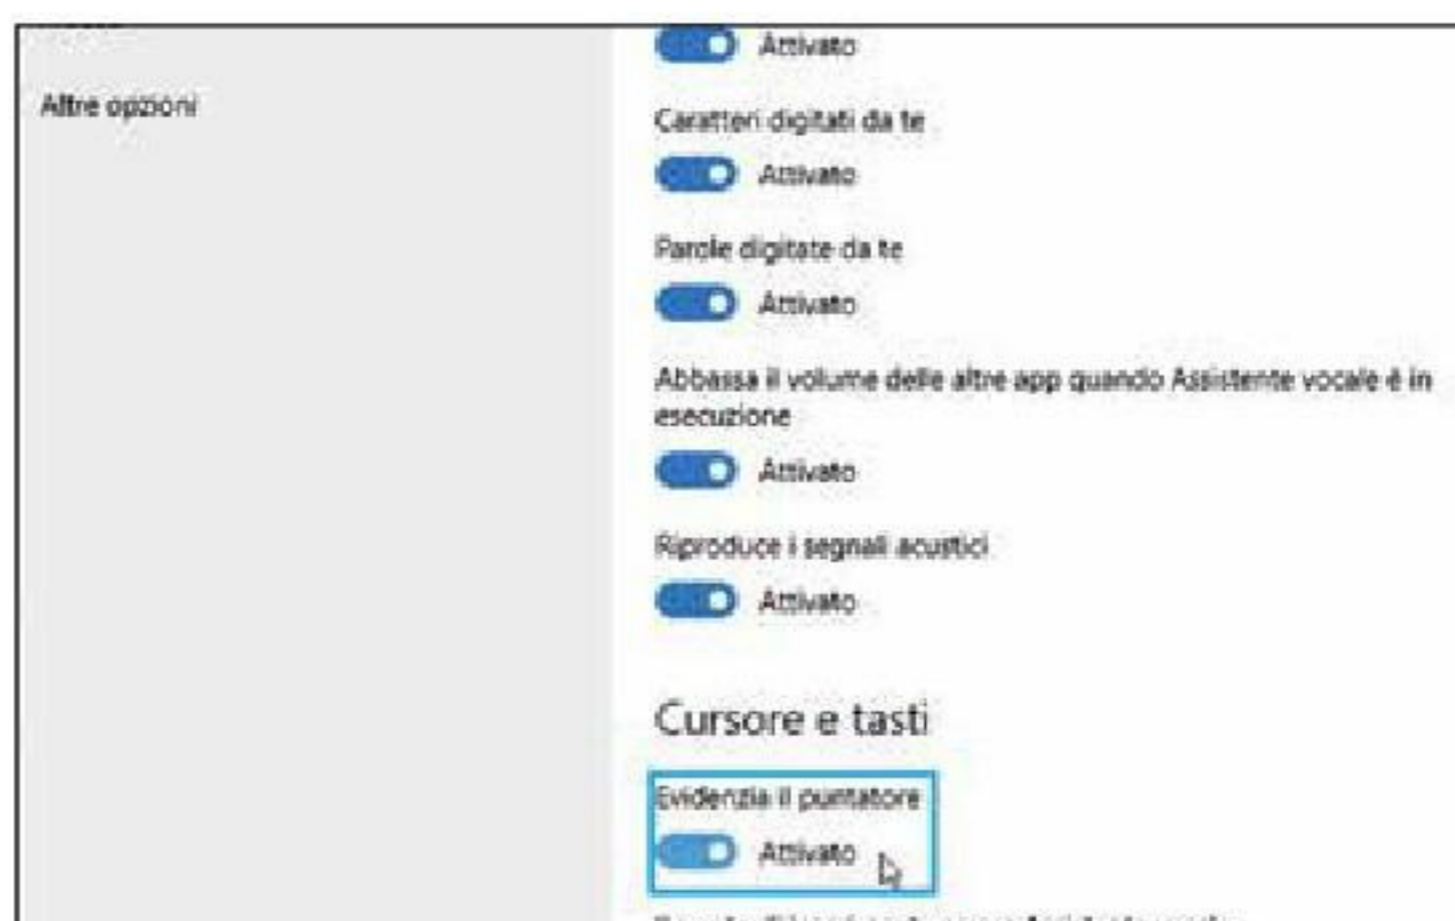 Altre opzioni
Attivato
Caratteri digitati da te
Attivato
Parole digitate da te
Attivato
Abbassa il volume delle altre app quando Assistente vocale è in
esecuzione
Attivato
Riproduce i segnali acustici
Attivato
Cursore e tasti
Evidenzia il puntatore
Attivato